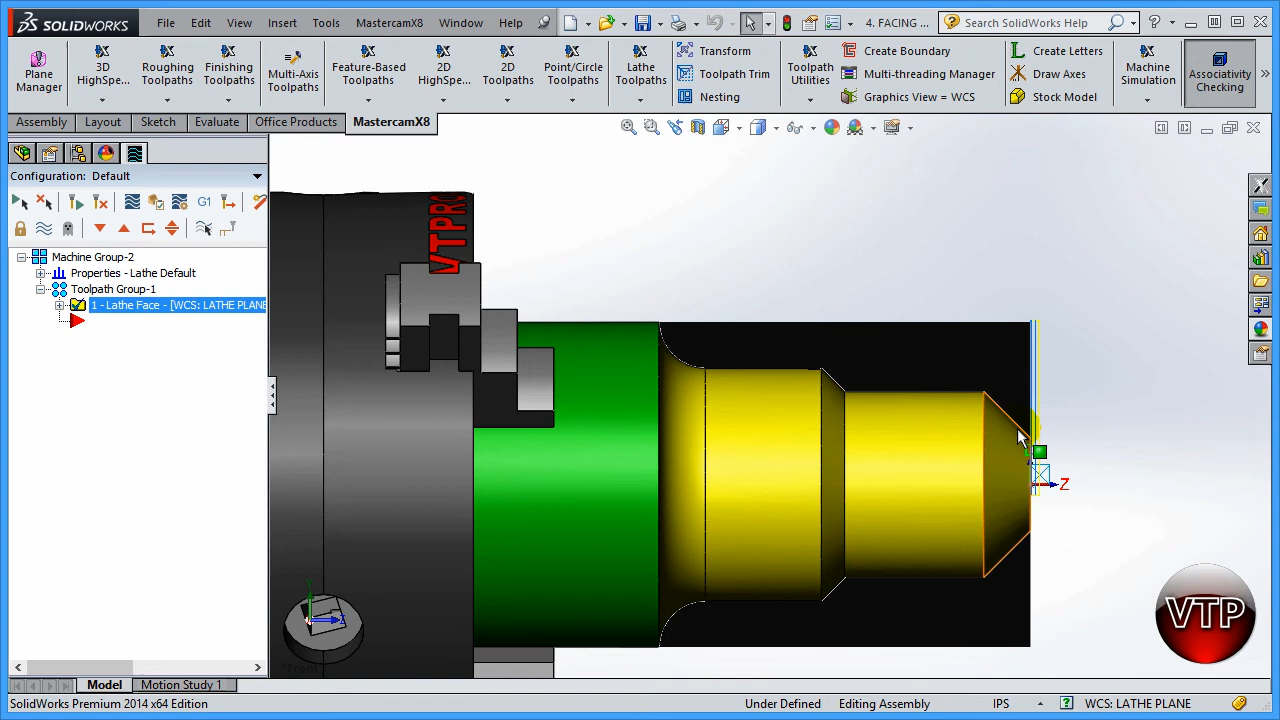 SOLIDWORKS
File Edit View Insert Tools MastercamX8 Window Help
4. FACING ...
Search SolidWorks Help
Plane Manager
3D HighSpe...
Roughing Toolpaths
Finishing Toolpaths
Multi-Axis Toolpaths
Feature-Based Toolpaths
2D HighSpe...
2D Toolpaths
Point/Circle Toolpaths
Lathe Toolpaths
Transform
Toolpath Trim
Nesting
Toolpath Utilities
Create Boundary
Multi-threading Manager
Graphics View = WCS
Create Letters
Draw Axes
Stock Model
Machine Simulation
Associativity Checking
Assembly Layout Sketch Evaluate Office Products MastercamX8
Configuration: Default
G1
Machine Group-2
Properties - Lathe Default
Toolpath Group-1
1 - Lathe Face - [WCS: LATHE PLANE
VTPRO
Z
*Front
VTP
Model Motion Study 1
SolidWorks Premium 2014 x64 Edition
Under Defined Editing Assembly IPS WCS: LATHE PLANE